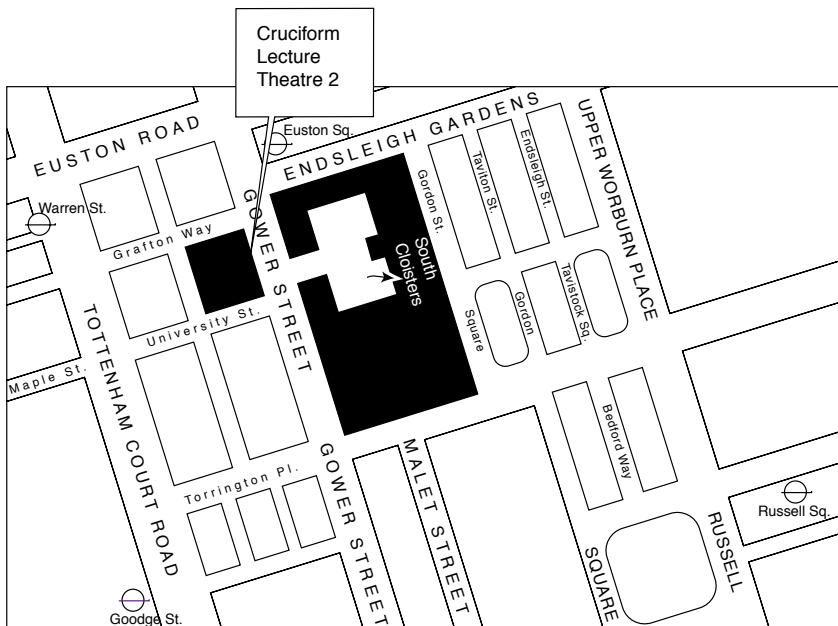 Cruciform
Lecture
Theatre 2
EUSTON ROAD
Euston Sq.
ENDSLEIGH GARDENS
UPPER WORBURN PLACE
Warren St.
Grafton Way
GOWER STREET
Gordon St.
Taviton St.
Endsleigh St.
South
Cloisters
University St.
Square
Gordon
Tavistock Sq.
Maple St.
TOTTENHAM COURT ROAD
Torrington Pl.
GOWER STREET
MALET STREET
Bedford Way
Russell Sq.
RUSSELL
SQUARE
Goodge St.